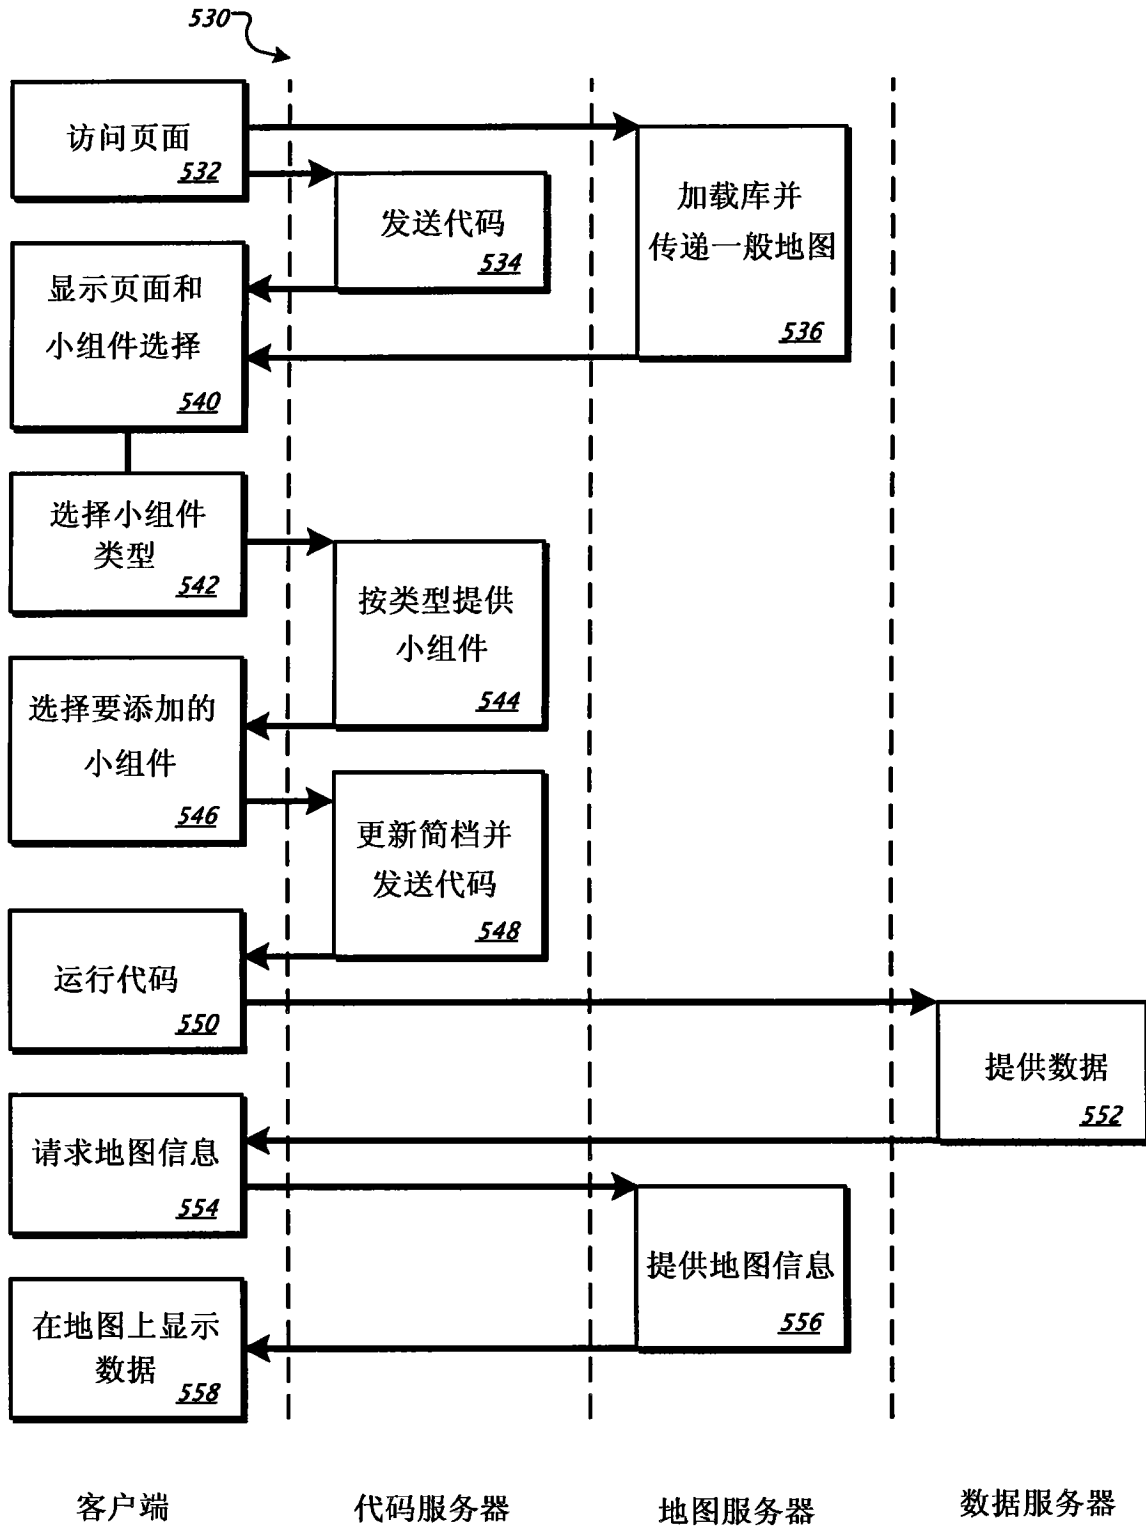 530
访问页面
532
发送代码
534
加载库并
传递一般地图
536
显示页面和
小组件选择
540
选择小组件
类型
542
按类型提供
小组件
544
选择要添加的
小组件
546
更新简档并
发送代码
548
运行代码
550
提供数据
552
请求地图信息
554
提供地图信息
556
在地图上显示
数据
558
客户端
代码服务器
地图服务器
数据服务器